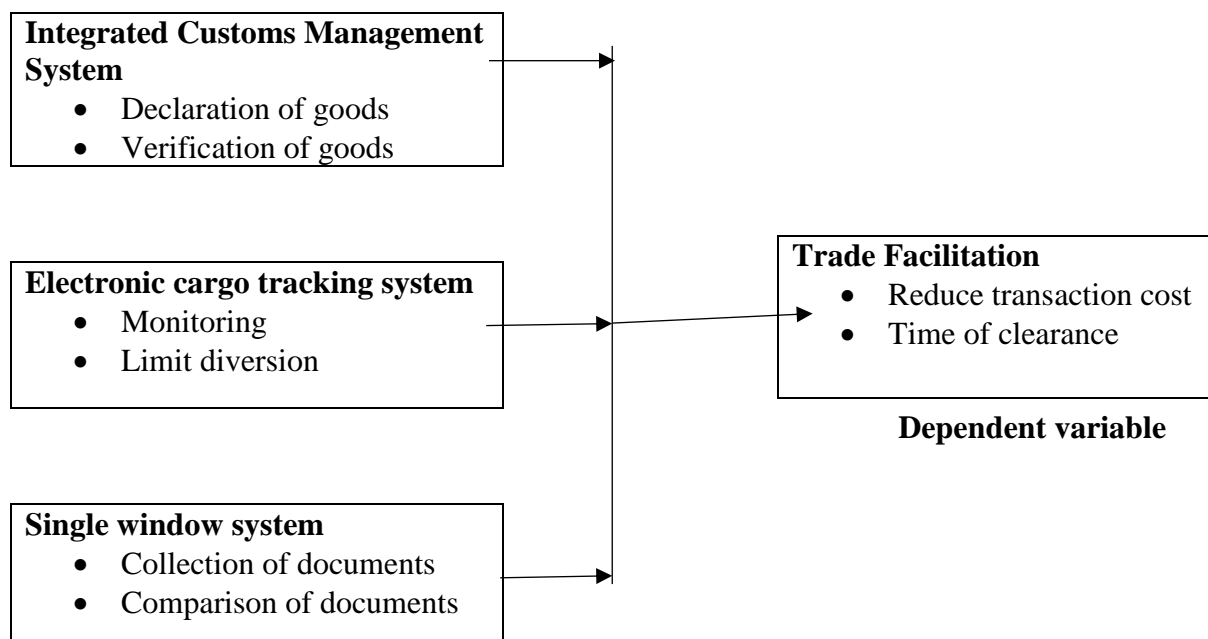 Integrated Customs Management
System
• Declaration of goods
• Verification of goods
Electronic cargo tracking system
• Monitoring
• Limit diversion
Single window system
• Collection of documents
• Comparison of documents
Trade Facilitation
• Reduce transaction cost
• Time of clearance
Dependent variable